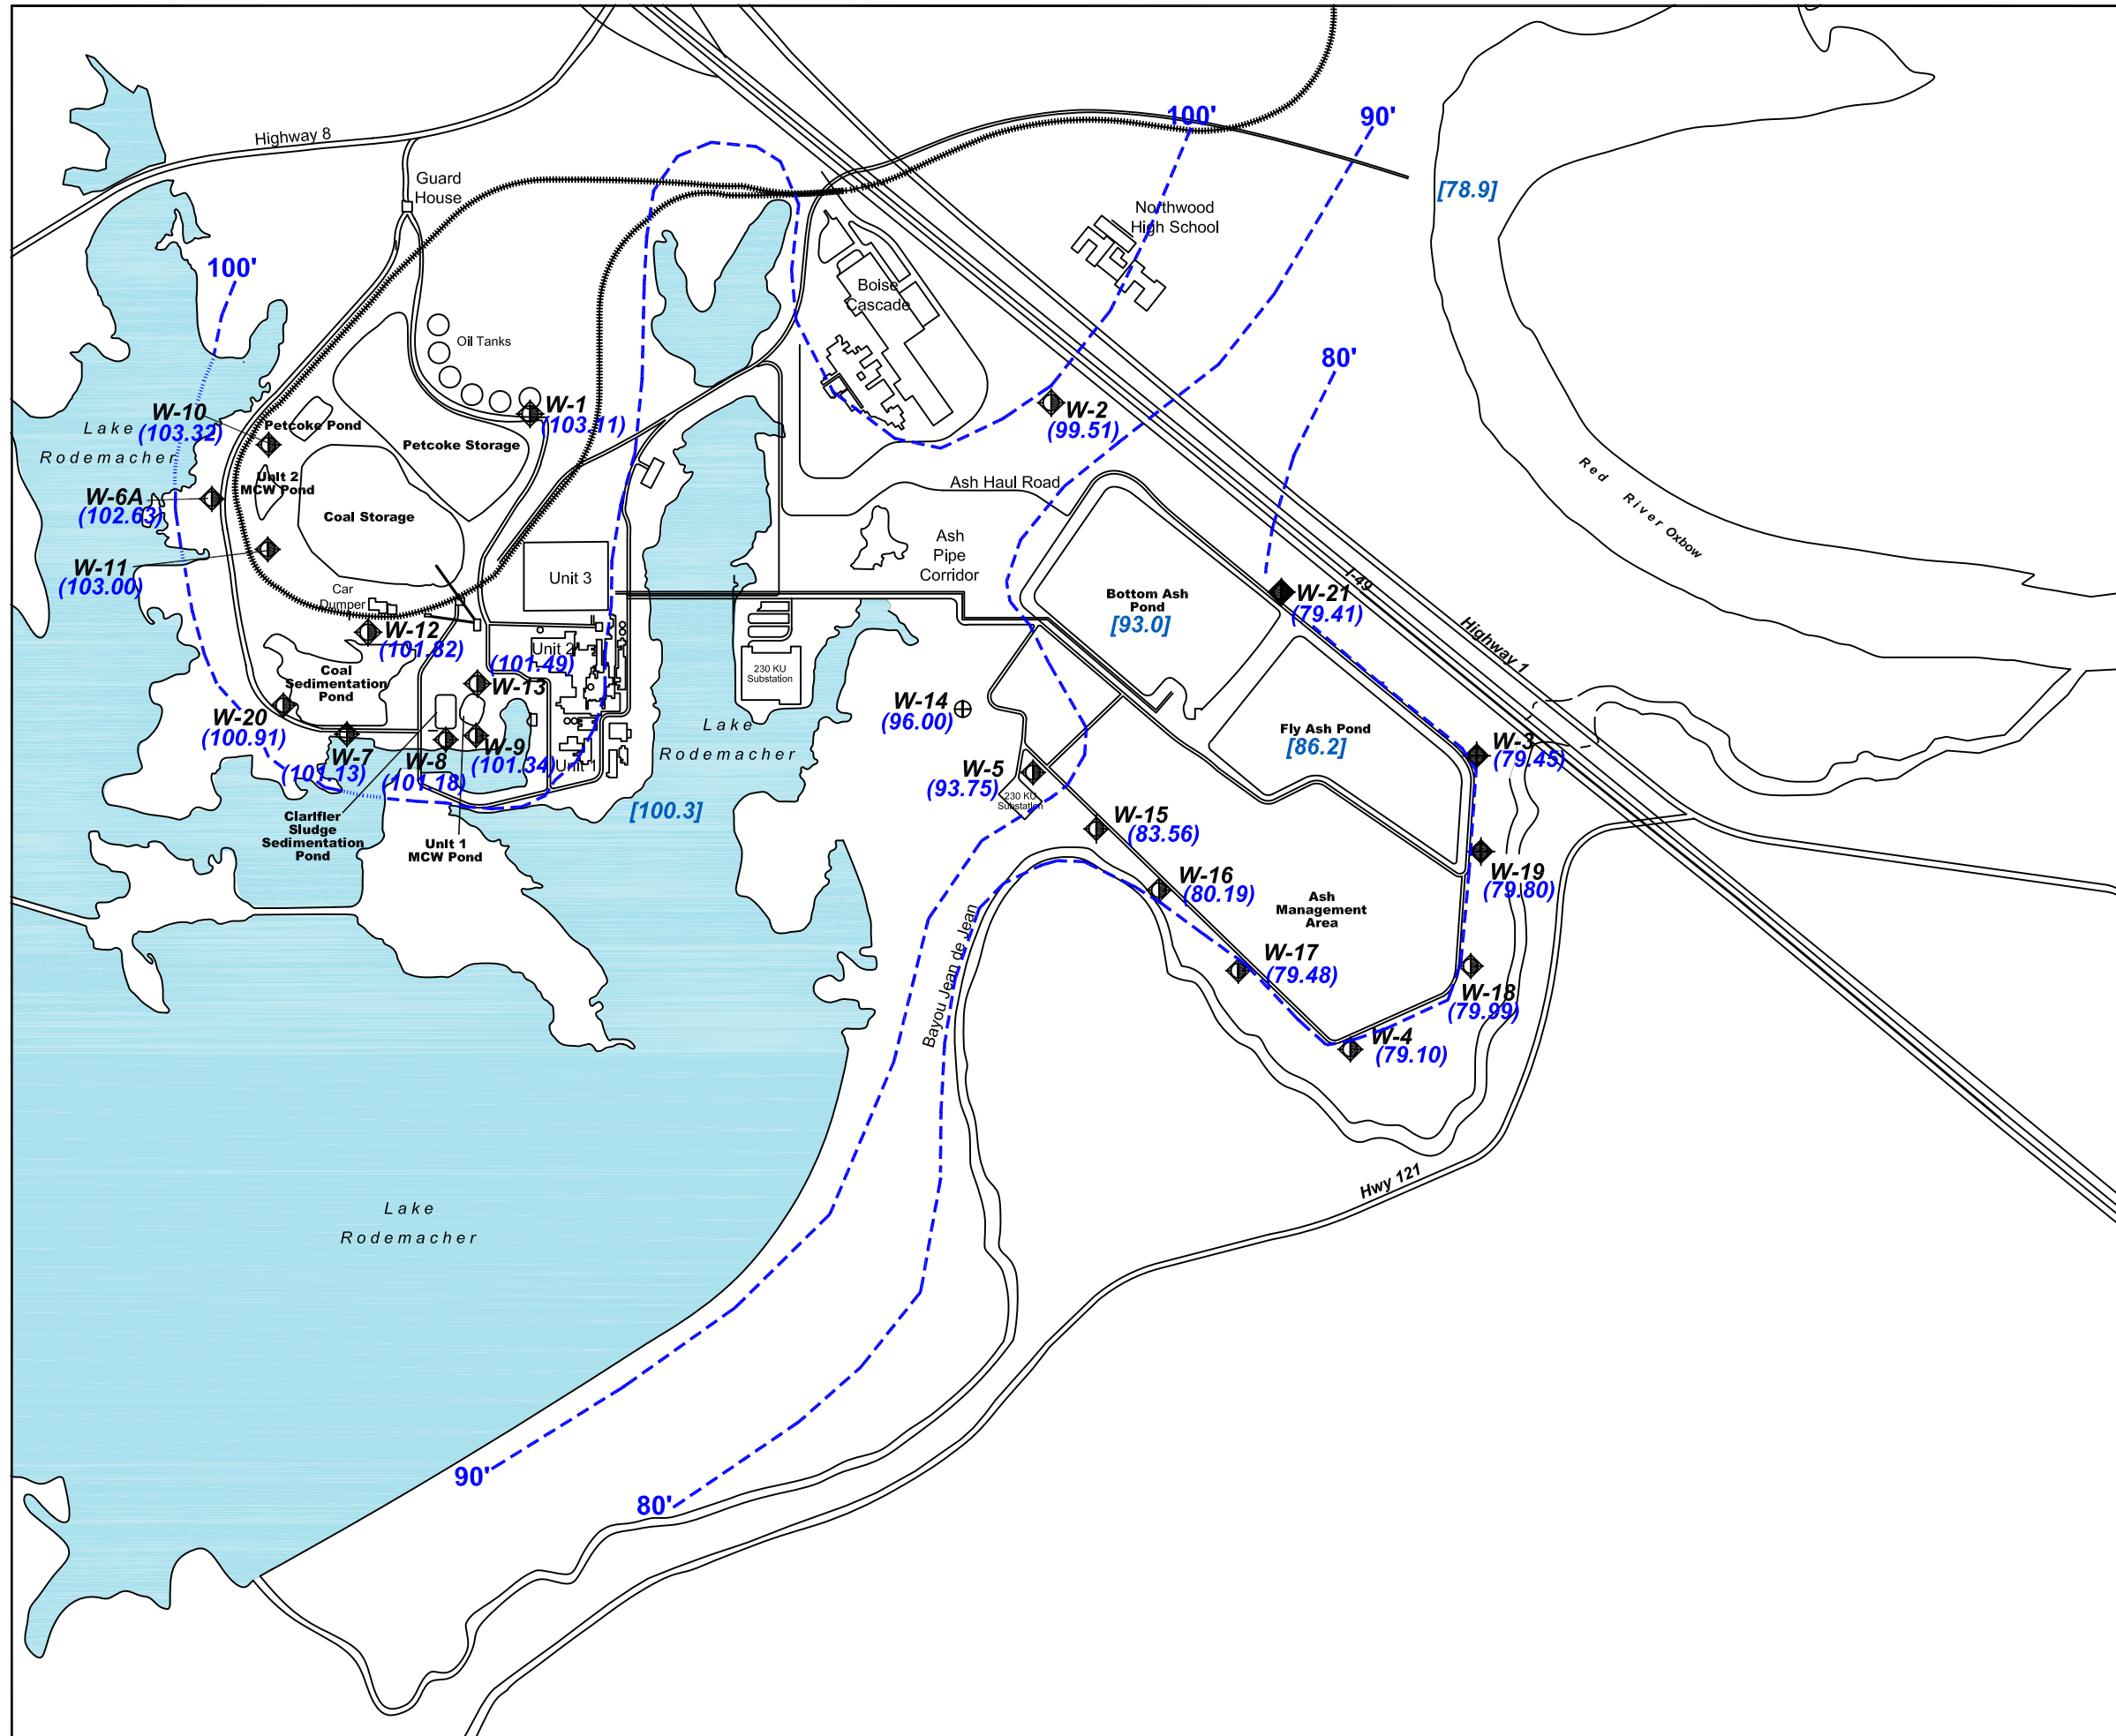 100'
90'
[78.9]
Highway 8
Guard
House
Northwood
High School
100'
Boise
Cascade
Oil Tanks
80'
W-10
(103.32)
Lake
Rodemacher
Petcoke Pond
W-1
(103.11)
Petcoke Storage
W-2
(99.51)
Unit 2
MCW Pond
W-6A
(102.63)
Coal Storage
Ash Haul Road
Red River Oxbow
W-11
(103.00)
Unit 3
Ash
Pipe
Corridor
Car
Dumper
I-49
Bottom Ash
Pond
[93.0]
W-21
(79.41)
Highway 1
W-12
(101.82)
Unit 2
(101.49)
W-13
230 KU
Substation
Coal
Sedimentation
Pond
W-14
(96.00)
W-20
(100.91)
Lake
Rodemacher
Fly Ash Pond
[86.2]
W-3
(79.45)
W-7
(101.13)
W-8
(101.18)
W-9
(101.34)
Unit 1
W-5
(93.75)
230 KU
Substation
[100.3]
Clarifier
Sludge
Sedimentation
Pond
Unit 1
MCW Pond
W-15
(83.56)
W-16
(80.19)
W-19
(79.80)
Ash
Management
Area
Bayou Jean de Jean
W-17
(79.48)
W-18
(79.99)
W-4
(79.10)
Hwy 121
Lake
Rodemacher
90'
80'